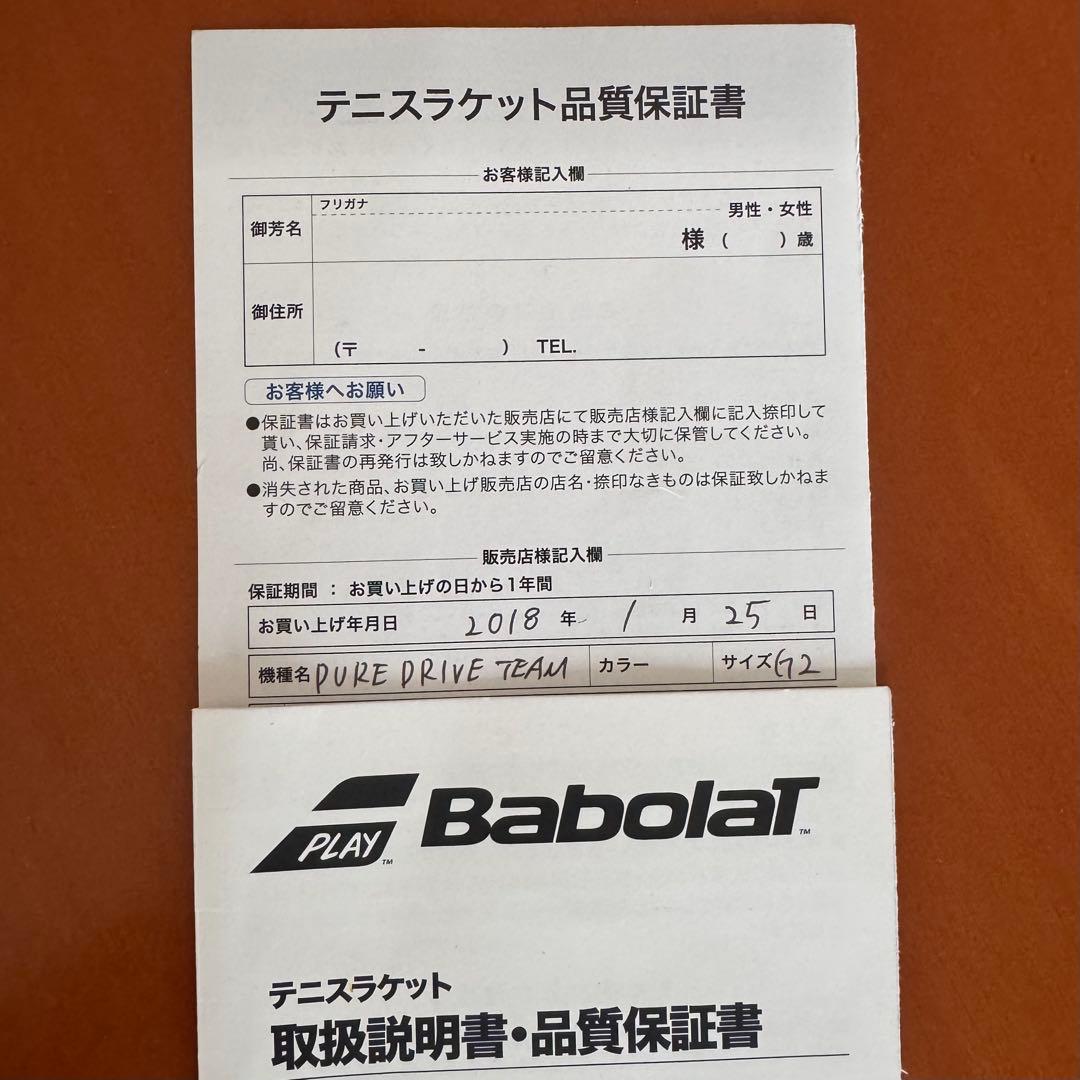 テニスラケット品質保証書
お客様記入欄
フリガナ
男性・女性
御芳名
様 ( ) 歳
御住所
(〒 - ) TEL.
お客様へお願い
●保証書はお買い上げいただいた販売店にて販売店様記入欄に記入捺印して
貰い、保証請求・アフターサービス実施の時まで大切に保管してください。
尚、保証書の再発行は致しかねますのでご留意ください。
●消失された商品、お買い上げ販売店の店名・捺印なきものは保証致しかねま
すのでご留意ください。
販売店様記入欄
保証期間 : お買い上げの日から1年間
お買い上げ年月日 2018 年 1 月 25 日
機種名 PURE DRIVE TEAM カラー サイズ G2
PLAY™ BabolaT™
テニスラケット
取扱説明書・品質保証書